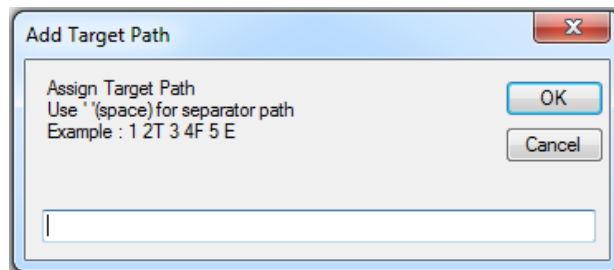 Add Target Path
Assign Target Path
Use ' '(space) for separator path
Example : 1 2T 3 4F 5 E
OK
Cancel